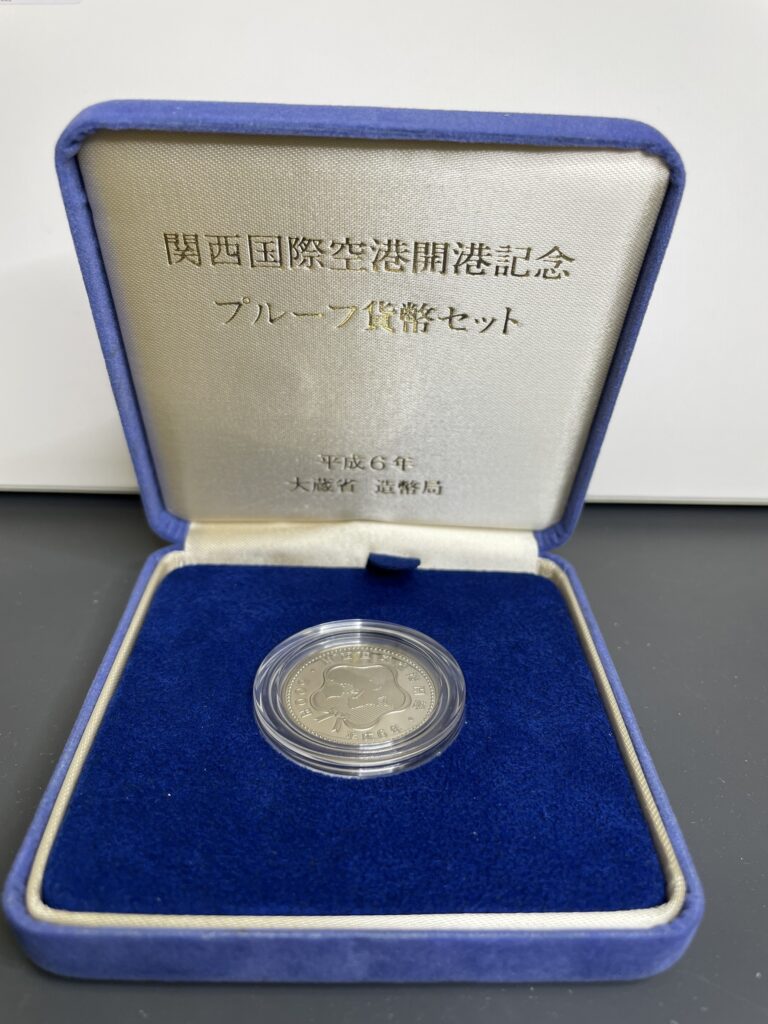 関西国際空港開港記念
プルーフ貨幣セット
平成6年
大蔵省 造幣局